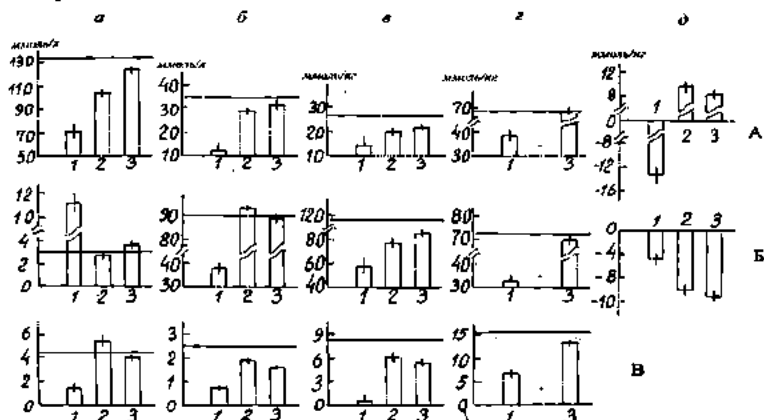 а б в г д
ммоль/л ммоль/л ммоль/кг ммоль/кг ммоль/кг
130 40 30 70 12
110 30 20 40 8
90 20 10 30 0
70 10 -8
50 -12
-16
1 2 3 1 2 3 1 2 3 1 3 1 2 3
А
12 90 120 80 0
10 80 80 70 -4
4 40 60 40 -8
2 30 40 30 -10
0
1 2 3 1 2 3 1 2 3 1 3 1 2 3
Б
6 3 9 15
4 2 6 10
2 1 3 5
0 0 0 0
1 2 3 1 2 3 1 2 3 1 3
В